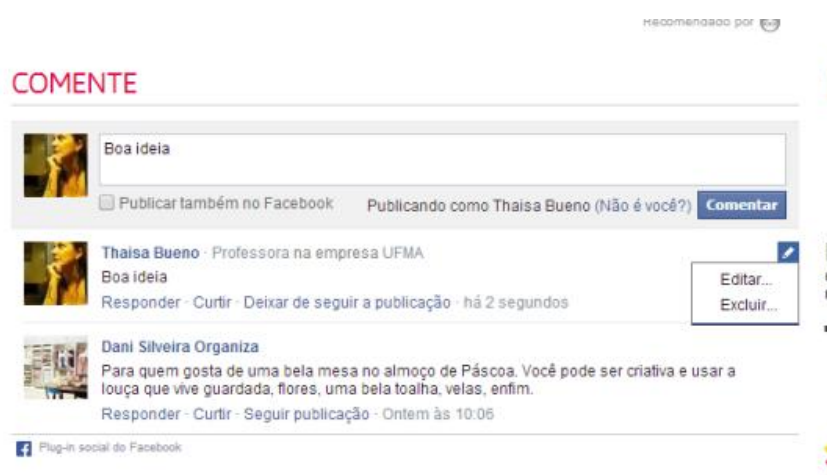 Recomendado por
COMENTE
Boa ideia
Publicar também no Facebook
Publicando como Thaisa Bueno (Não é você?) Comentar
Thaisa Bueno · Professora na empresa UFMA
Boa ideia
Editar...
Responder · Curtir · Deixar de seguir a publicação · há 2 segundos
Excluir...
Dani Silveira Organiza
Para quem gosta de uma bela mesa no almoço de Páscoa. Você pode ser criativa e usar a
louça que vive guardada, flores, uma bela toalha, velas, enfim.
Responder · Curtir · Seguir publicação · Ontem às 10:06
Plug-in social do Facebook